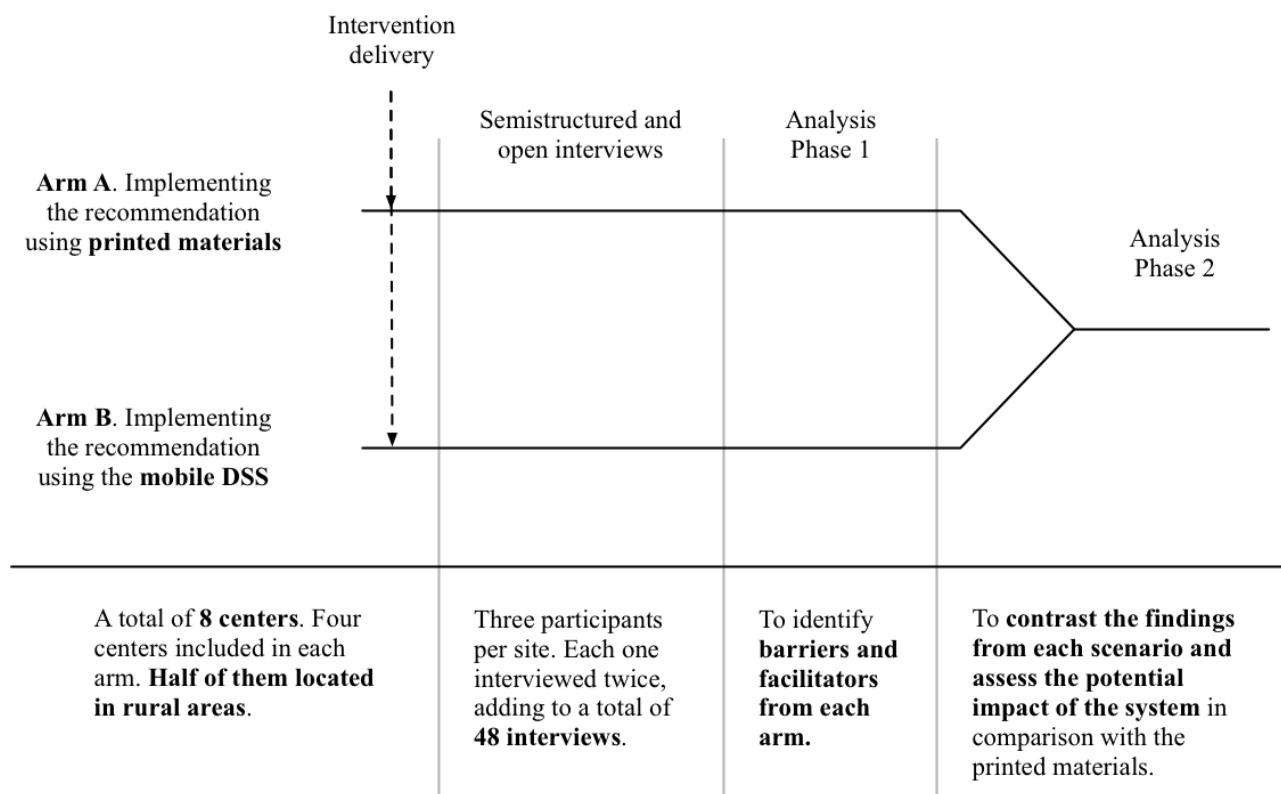 Intervention
delivery
Semistructured and
open interviews
Analysis
Phase 1
Arm A. Implementing
the recommendation
using printed materials
Analysis
Phase 2
Arm B. Implementing
the recommendation
using the mobile DSS
A total of 8 centers. Four
centers included in each
arm. Half of them located
in rural areas.
Three participants
per site. Each one
interviewed twice,
adding to a total of
48 interviews.
To identify
barriers and
facilitators
from each
arm.
To contrast the findings
from each scenario and
assess the potential
impact of the system in
comparison with the
printed materials.